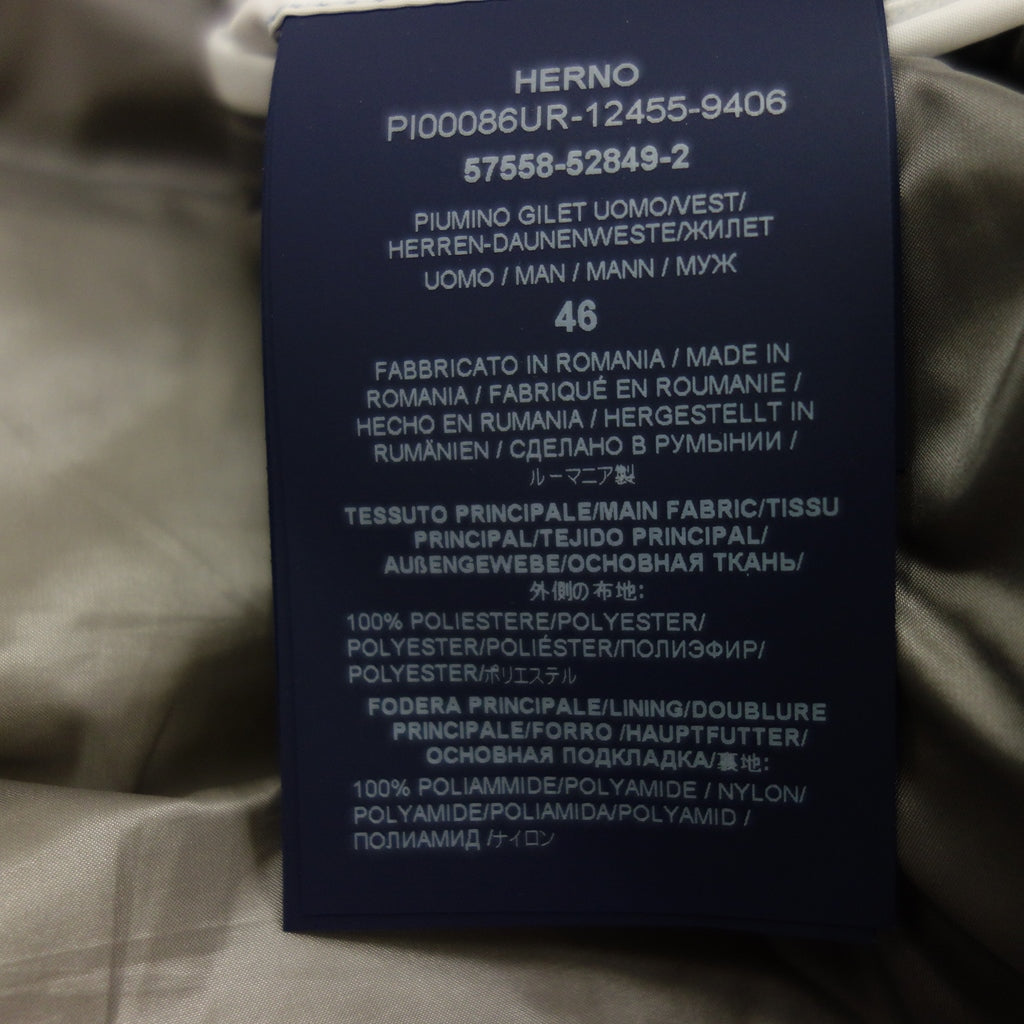 HERNO
PI00086UR-12455-9406
57558-52849-2
PIUMINO GILET UOMO/VEST/
HERREN-DAUNENWESTE/ЖИЛЕТ
UOMO / MAN / MANN / МУЖ
46
FABBRICATO IN ROMANIA / MADE IN
ROMANIA / FABRIQUÉ EN ROUMANIE /
HECHO EN RUMANIA / HERGESTELLT IN
RUMÄNIEN / СДЕЛАНО В РУМЫНИИ /
ルーマニア製
TESSUTO PRINCIPALE/MAIN FABRIC/TISSU
PRINCIPAL/TEJIDO PRINCIPAL/
AUßENGEWEBE/ОСНОВНАЯ ТКАНЬ/
外側の布地:
100% POLIESTERE/POLYESTER/
POLYESTER/POLIÉSTER/ПОЛИЭФИР/
POLYESTER/ポリエステル
FODERA PRINCIPALE/LINING/DOUBLURE
PRINCIPALE/FORRO /HAUPTFUTTER/
ОСНОВНАЯ ПОДКЛАДКА/裏地:
100% POLIAMMIDE/POLYAMIDE / NYLON/
POLYAMIDE/POLIAMIDA/POLYAMID /
ПОЛИАМИД /ナイロン